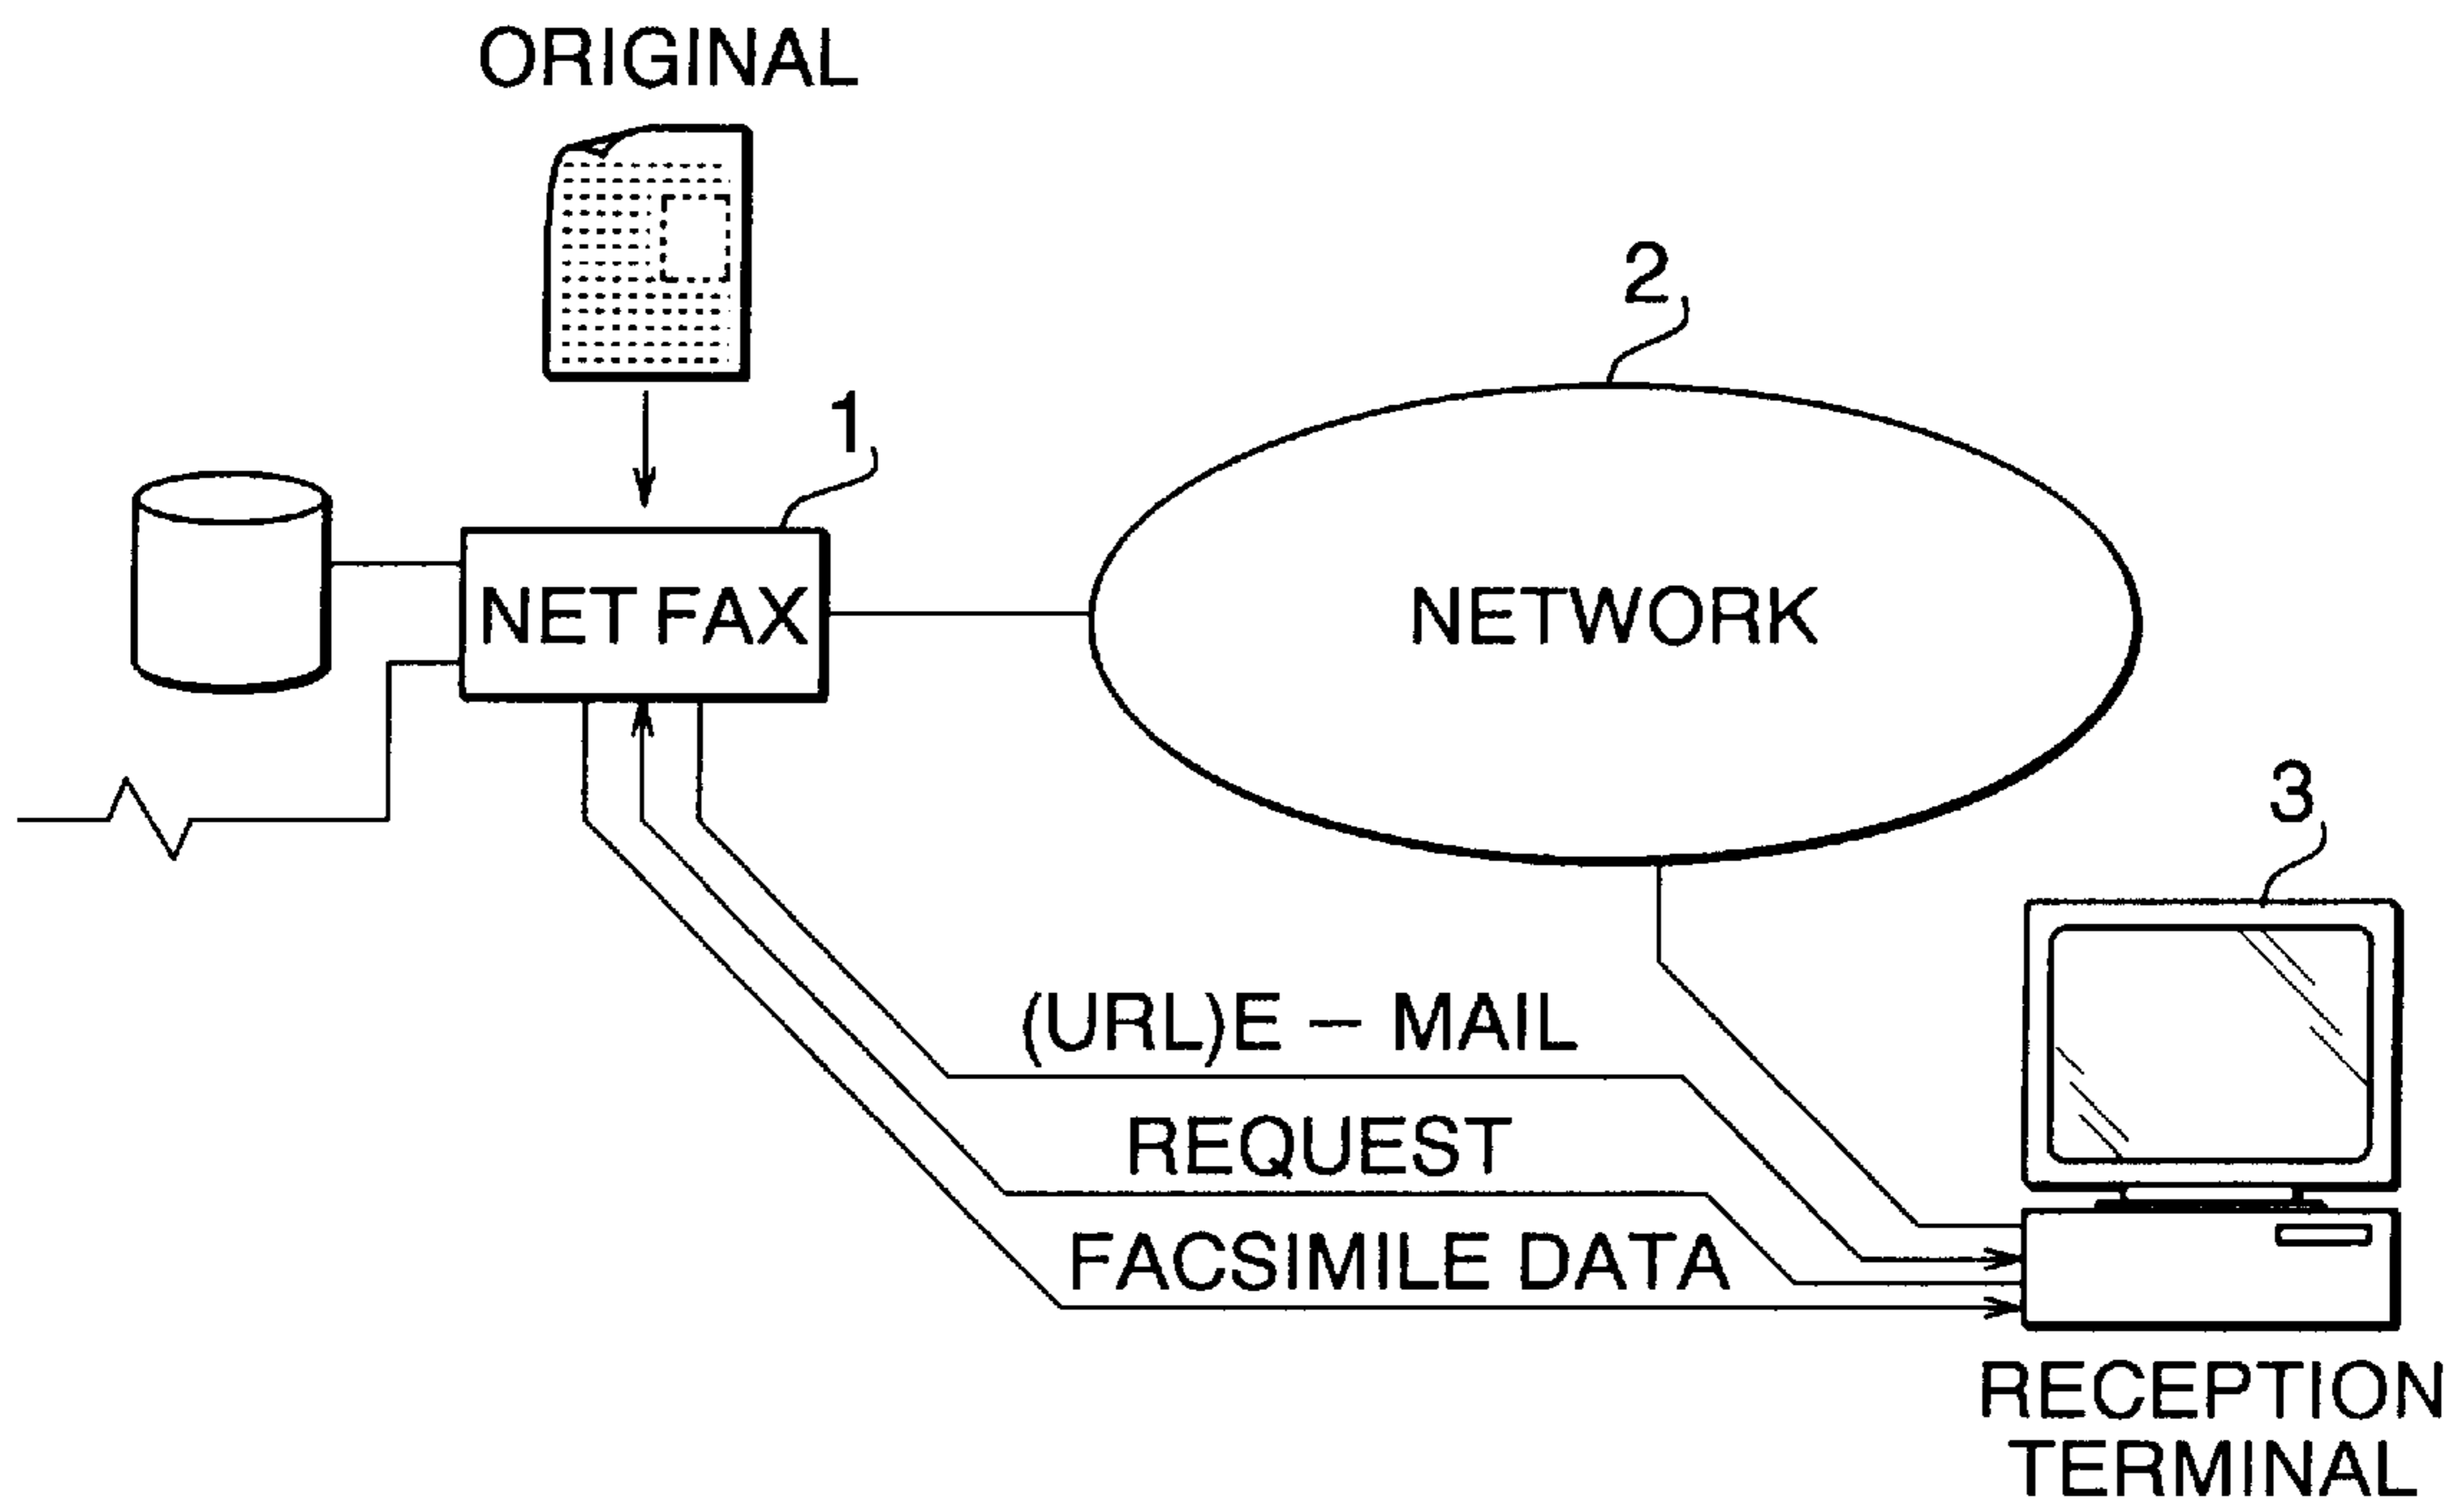 ORIGINAL
2
1
NET FAX
NETWORK
3
(URL)E – MAIL
REQUEST
FACSIMILE DATA
RECEPTION
TERMINAL